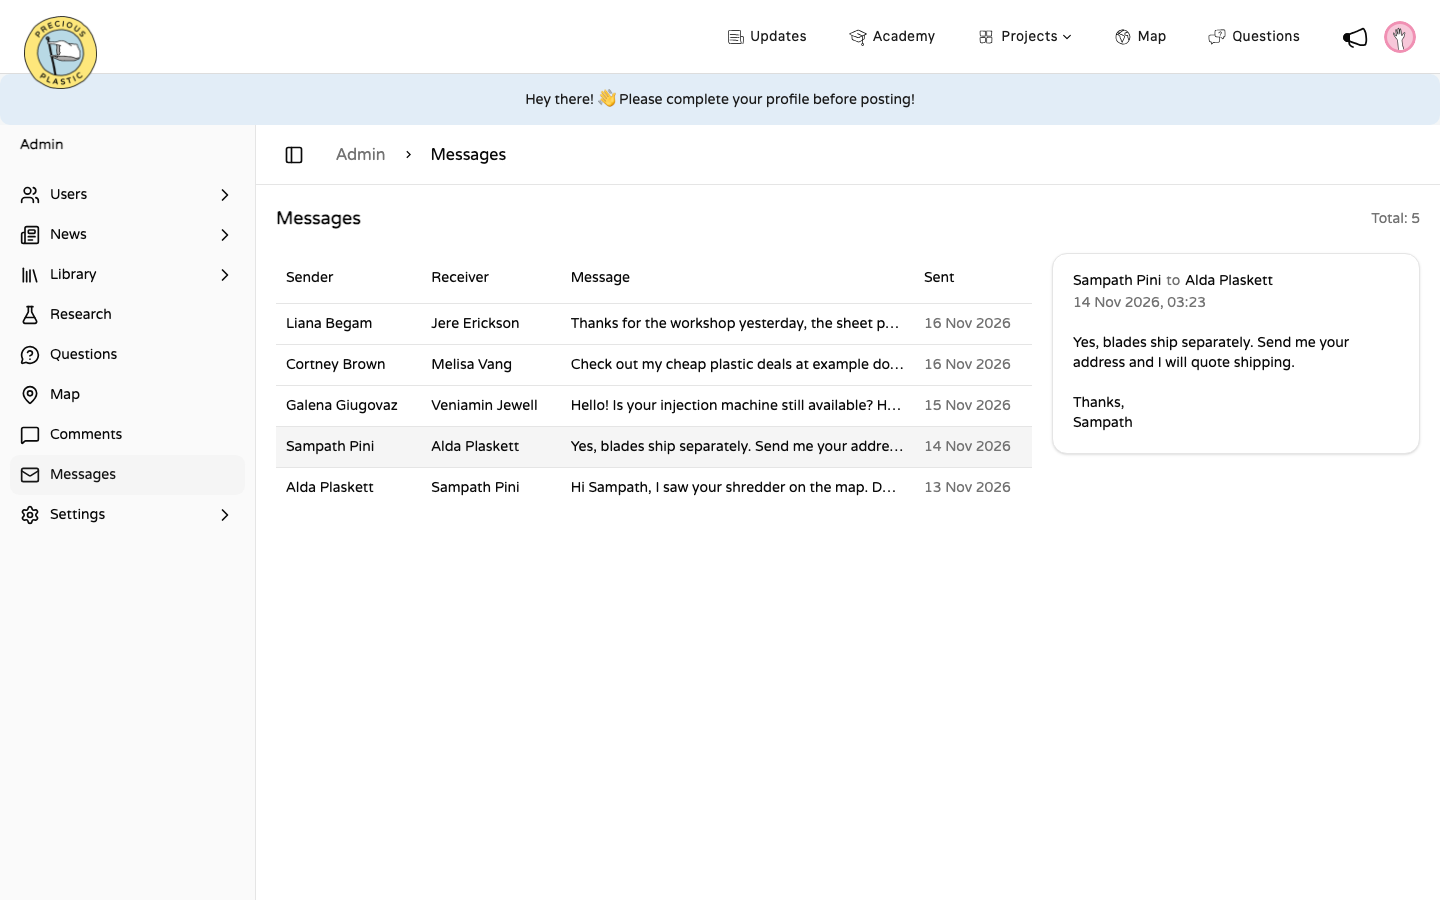 PRECIOUS
PLASTIC
Updates
Academy
Projects
Map
Questions
Hey there! 👋 Please complete your profile before posting!
Admin
Users
News
Library
Research
Questions
Map
Comments
Messages
Settings
Admin
Messages
Messages
Total: 5
Sender Receiver Message Sent
Liana Begam Jere Erickson Thanks for the workshop yesterday, the sheet p… 16 Nov 2026
Cortney Brown Melisa Vang Check out my cheap plastic deals at example do… 16 Nov 2026
Galena Giugovaz Veniamin Jewell Hello! Is your injection machine still available? H… 15 Nov 2026
Sampath Pini Alda Plaskett Yes, blades ship separately. Send me your addre… 14 Nov 2026
Alda Plaskett Sampath Pini Hi Sampath, I saw your shredder on the map. D… 13 Nov 2026
Sampath Pini to Alda Plaskett
14 Nov 2026, 03:23
Yes, blades ship separately. Send me your
address and I will quote shipping.
Thanks,
Sampath